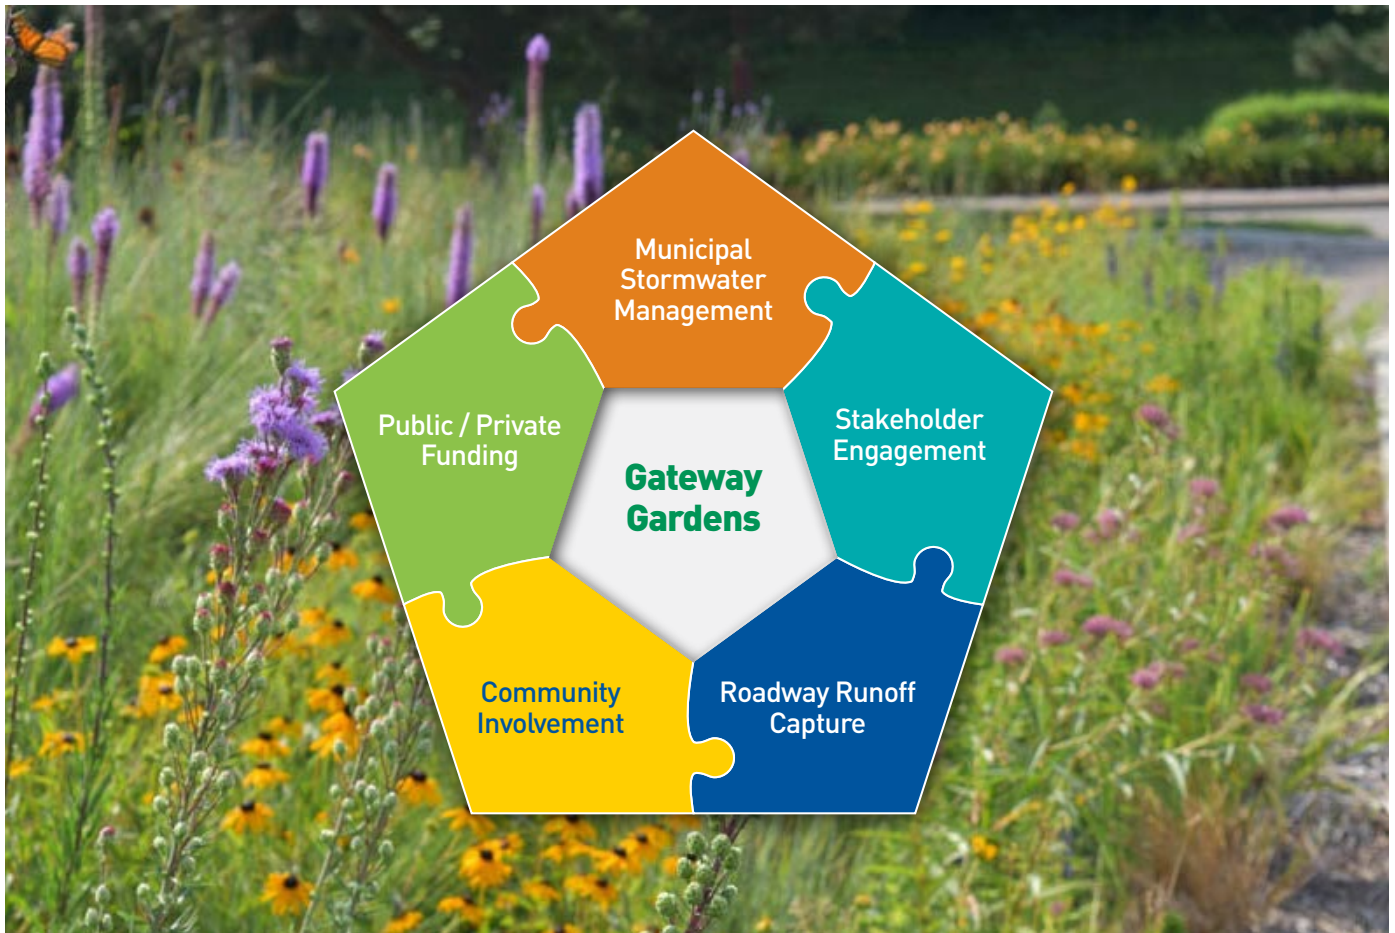 Municipal
Stormwater
Management
Stakeholder
Engagement
Public / Private
Funding
Gateway
Gardens
Community
Involvement
Roadway Runoff
Capture